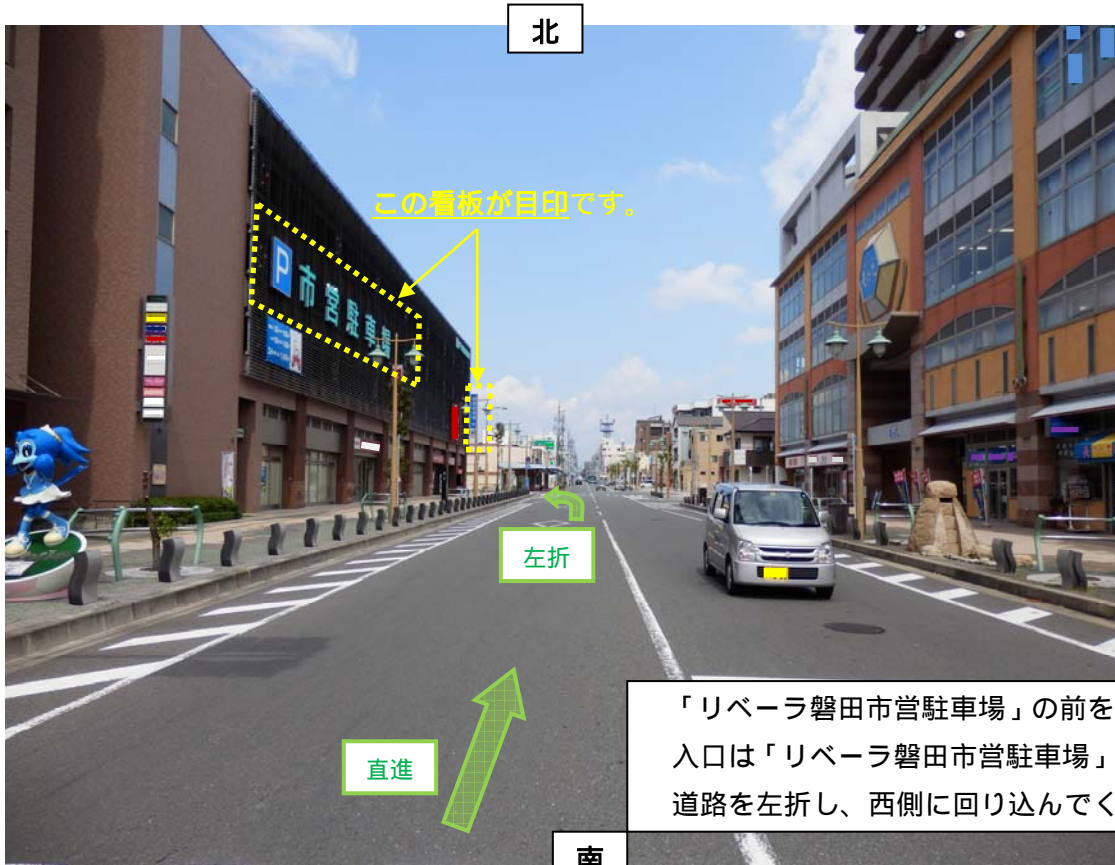 北
この看板が目印です。
P市営駐車場
左折
直進
「リベーラ磐田市営駐車場」の前を
入口は「リベーラ磐田市営駐車場」
道路を左折し、西側に回り込んでく
南